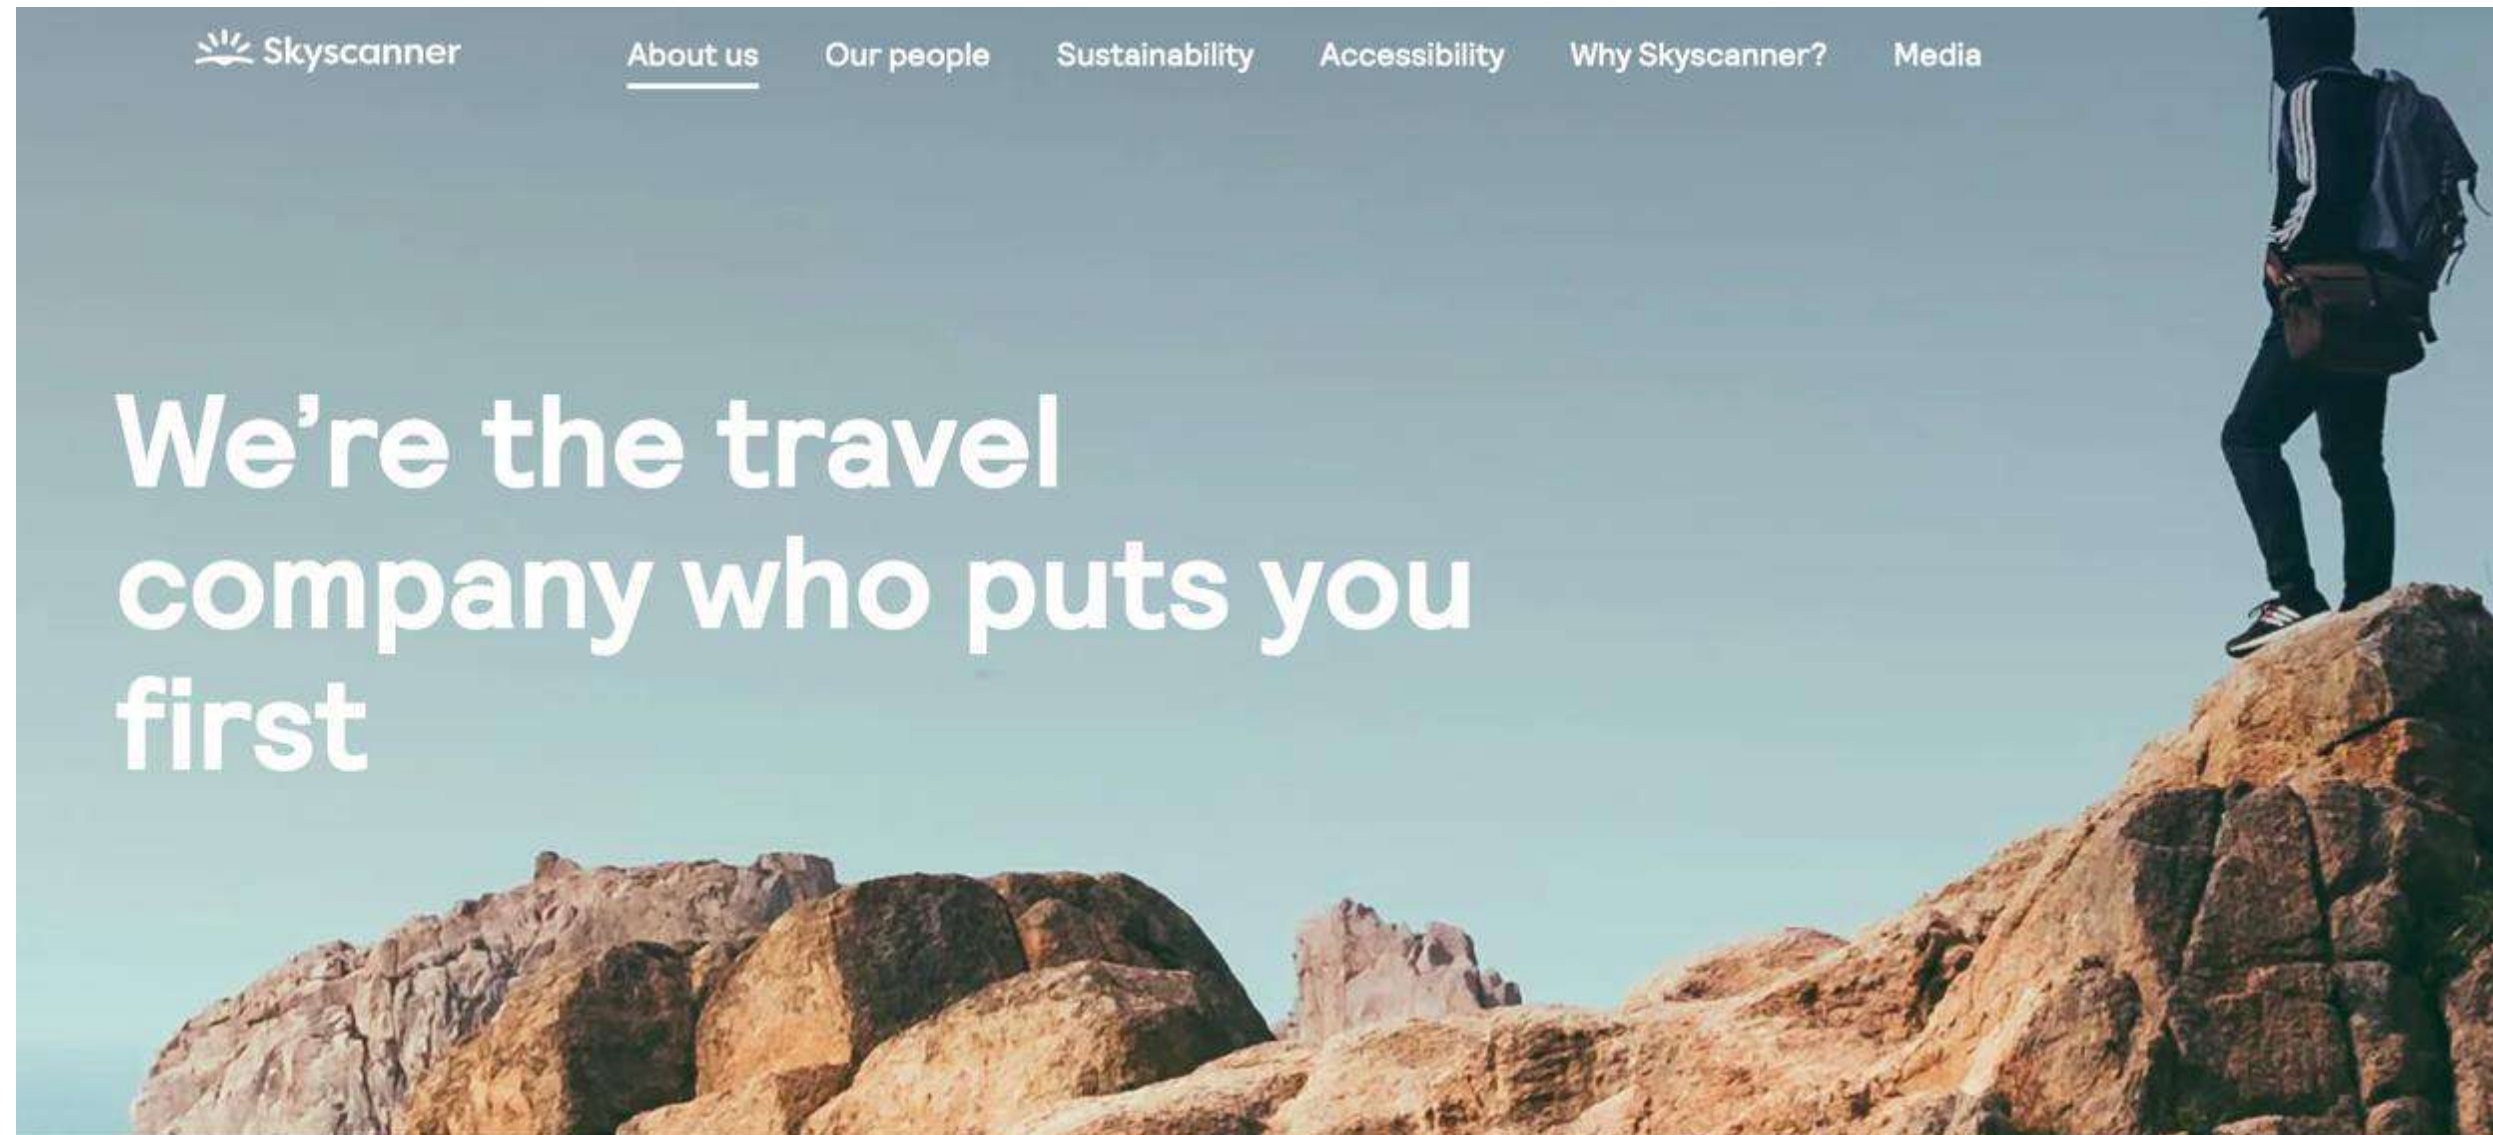 Skyscanner
About us
Our people
Sustainability
Accessibility
Why Skyscanner?
Media
We’re the travel
company who puts you
first